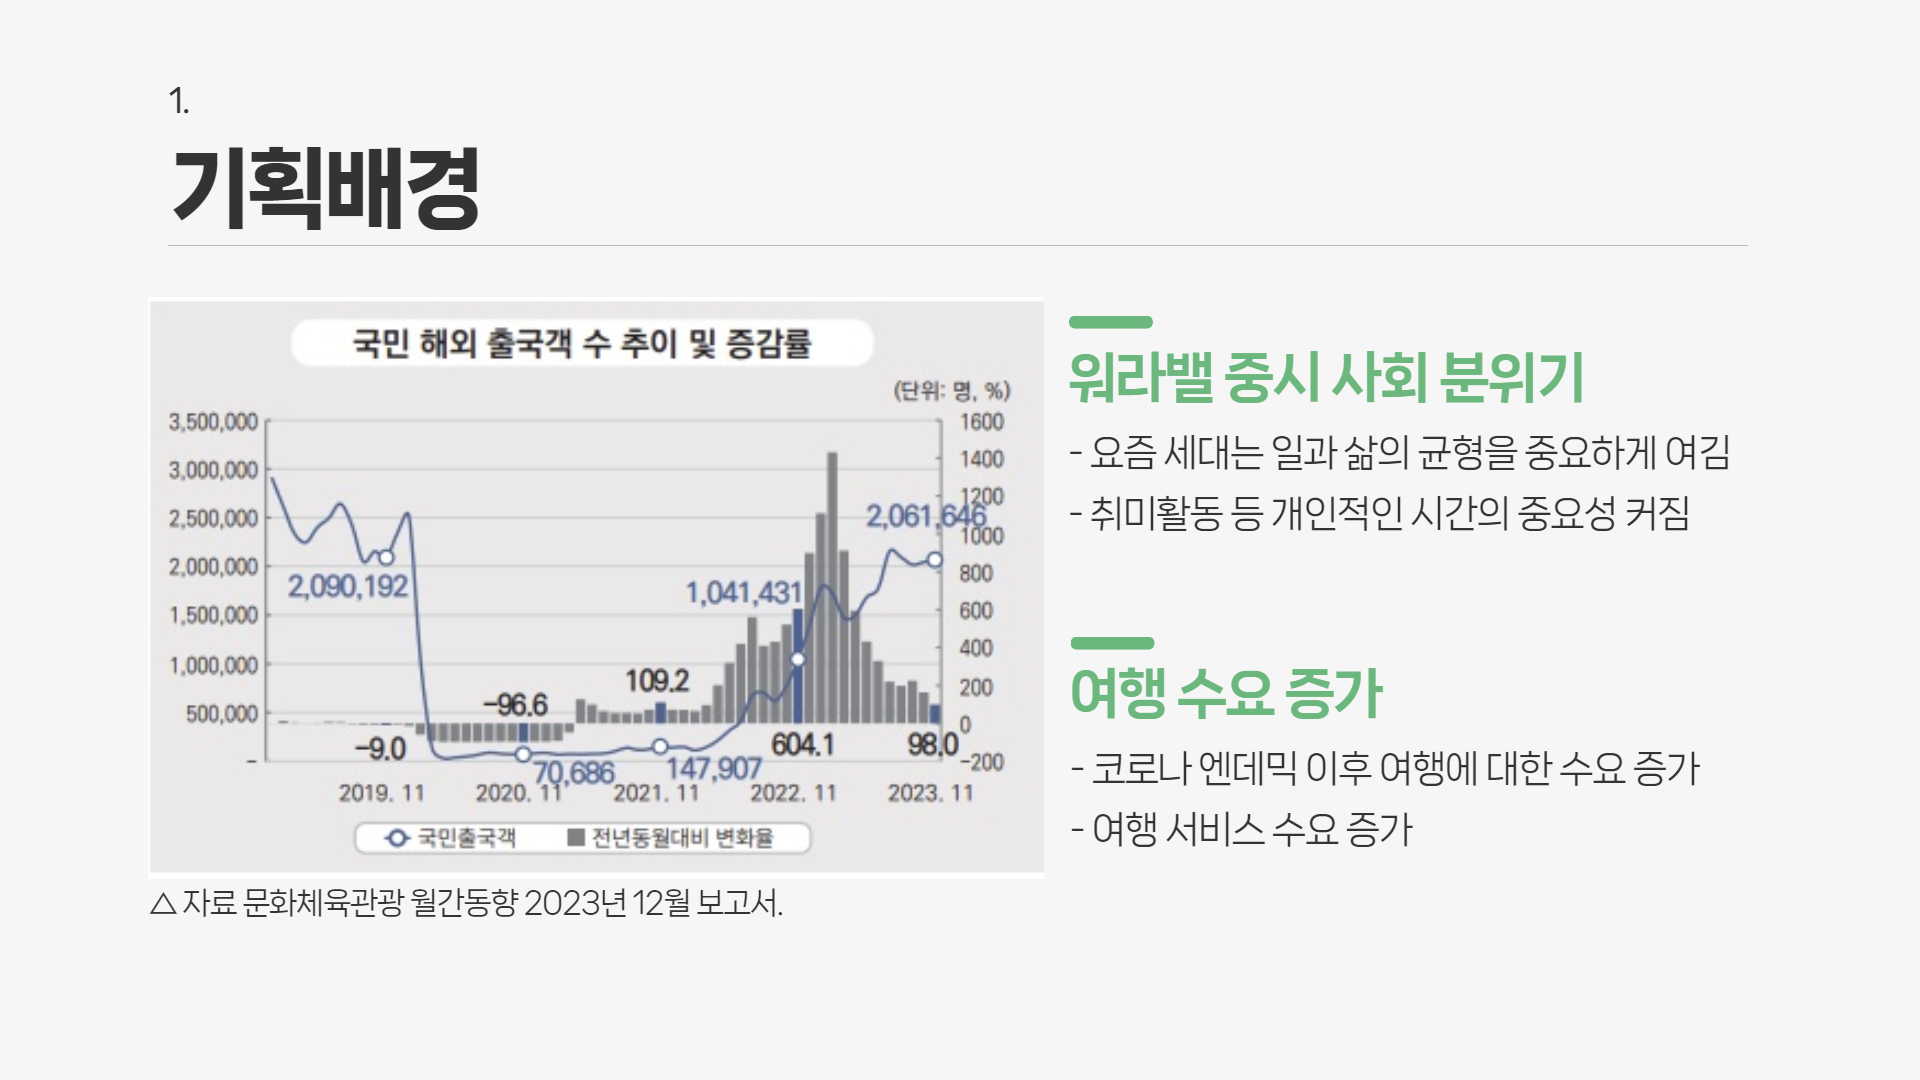 1.
기획배경
국민 해외 출국객 수 추이 및 증감률
(단위: 명, %)
3,500,000
3,000,000
2,500,000
2,000,000
1,500,000
1,000,000
500,000
-
1600
1400
1200
1000
800
600
400
200
0
-200
2,090,192
2,061,646
1,041,431
109.2
-96.6
-9.0
70,686
147,907
604.1
98.0
2019. 11
2020. 11
2021. 11
2022. 11
2023. 11
국민출국객
전년동월대비 변화율
△ 자료 문화체육관광 월간동향 2023년 12월 보고서.
워라밸 중시 사회 분위기
- 요즘 세대는 일과 삶의 균형을 중요하게 여김
- 취미활동 등 개인적인 시간의 중요성 커짐
여행 수요 증가
- 코로나 엔데믹 이후 여행에 대한 수요 증가
- 여행 서비스 수요 증가